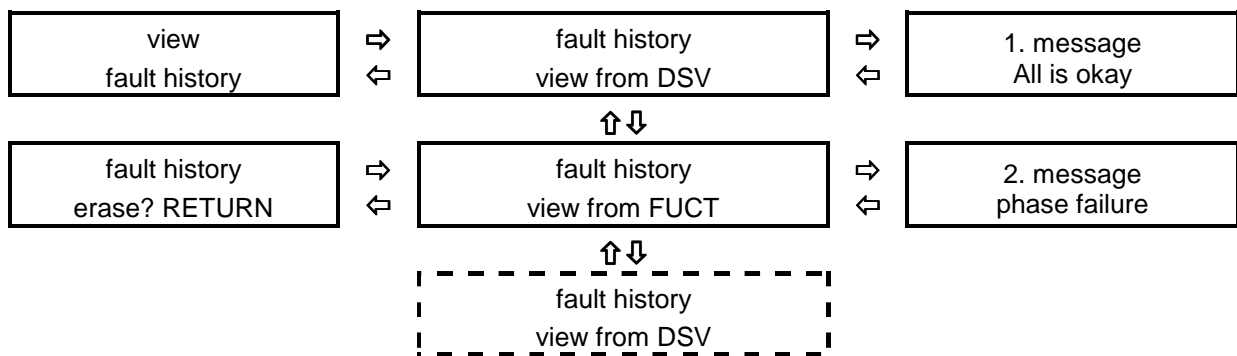 view
fault history
fault history
view from DSV
1. message
All is okay
fault history
erase? RETURN
fault history
view from FUCT
2. message
phase failure
fault history
view from DSV